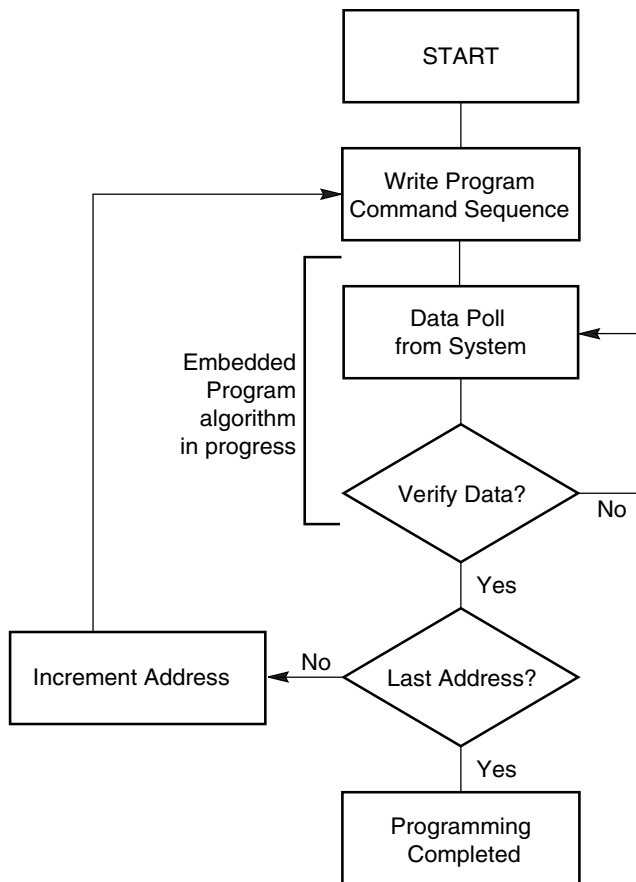 START
Write Program
Command Sequence
Data Poll
from System
Embedded
Program
algorithm
in progress
Verify Data?
No
Yes
No
Increment Address
Last Address?
Yes
Programming
Completed